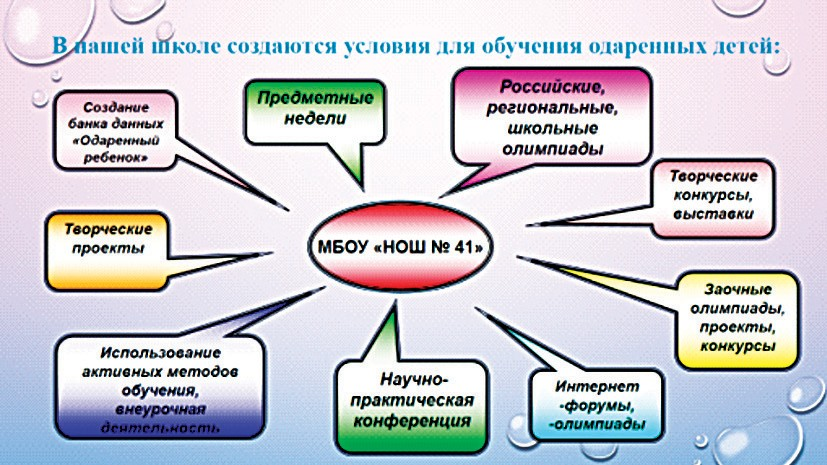 В нашей школе создаются условия для обучения одаренных детей:
Создание
банка данных
«Одаренный
ребенок»
Предметные
недели
Российские,
региональные,
школьные
олимпиады
Творческие
конкурсы,
выставки
Творческие
проекты
МБОУ «НОШ № 41»
Заочные
олимпиады,
проекты,
конкурсы
Использование
активных методов
обучения,
внеурочная
деятельность
Научно-
практическая
конференция
Интернет
-форумы,
-олимпиады